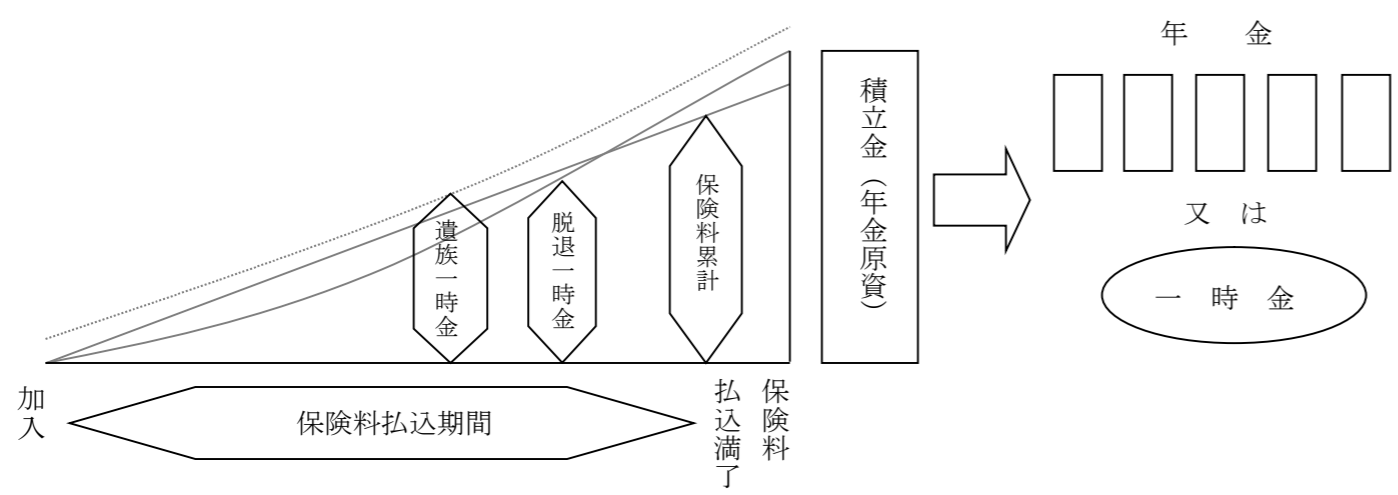 加入
保険料払込期間
遺族一時金
脱退一時金
保険料累計
保険料
払込満了
積立金（年金原資）
年　金
又　は
一　時　金